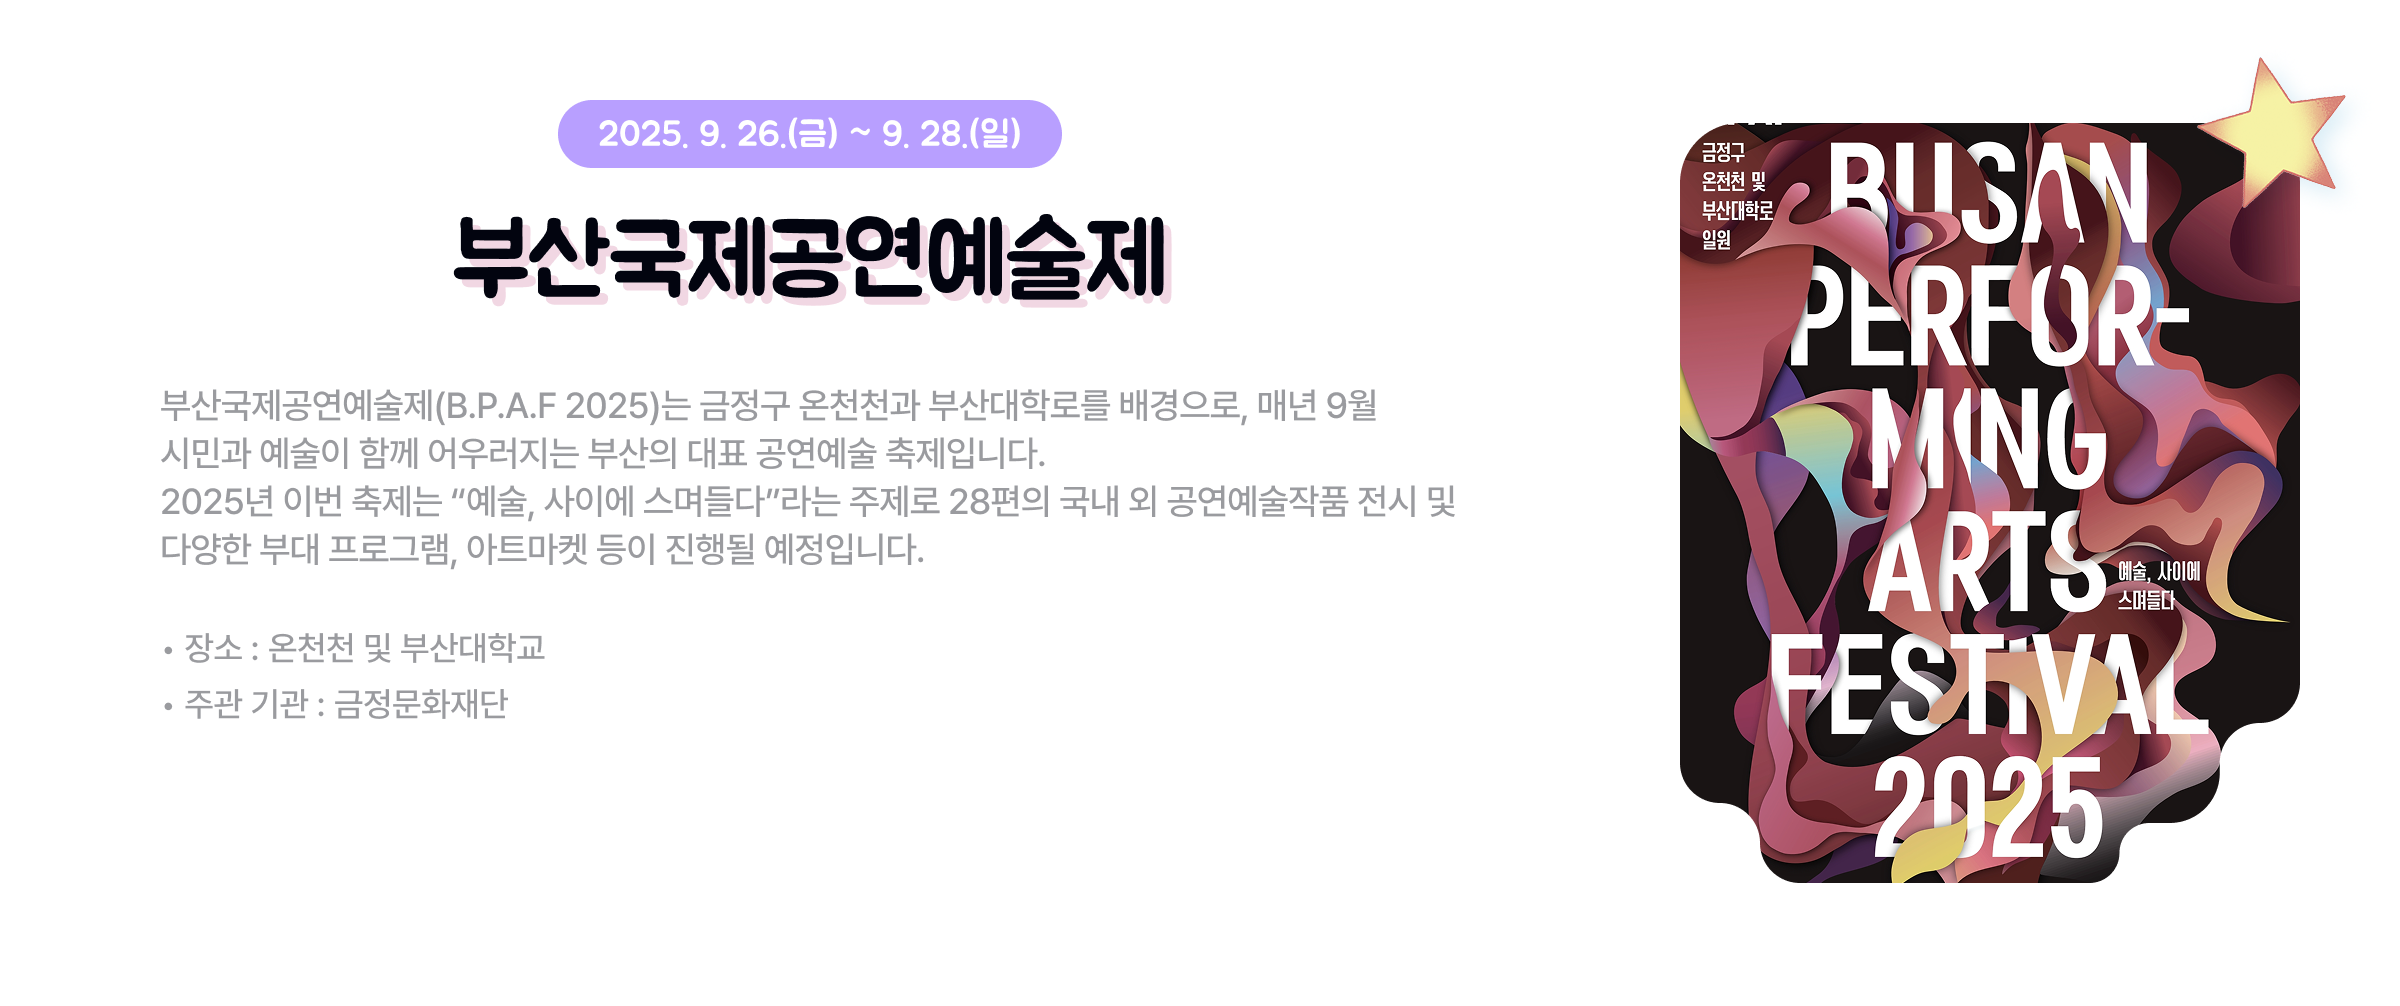 2025. 9. 26.(금) ~ 9. 28.(일)
부산국제공연예술제
부산국제공연예술제(B.P.A.F 2025)는 금정구 온천천과 부산대학로를 배경으로, 매년 9월
시민과 예술이 함께 어우러지는 부산의 대표 공연예술 축제입니다.
2025년 이번 축제는 “예술, 사이에 스며들다”라는 주제로 28편의 국내 외 공연예술작품 전시 및
다양한 부대 프로그램, 아트마켓 등이 진행될 예정입니다.
• 장소 : 온천천 및 부산대학교
• 주관 기관 : 금정문화재단
금정구
온천천 및
부산대학로
일원
BUSAN
PERFOR-
MING
ARTS
예술, 사이에
스며들다
FESTIVAL
2025